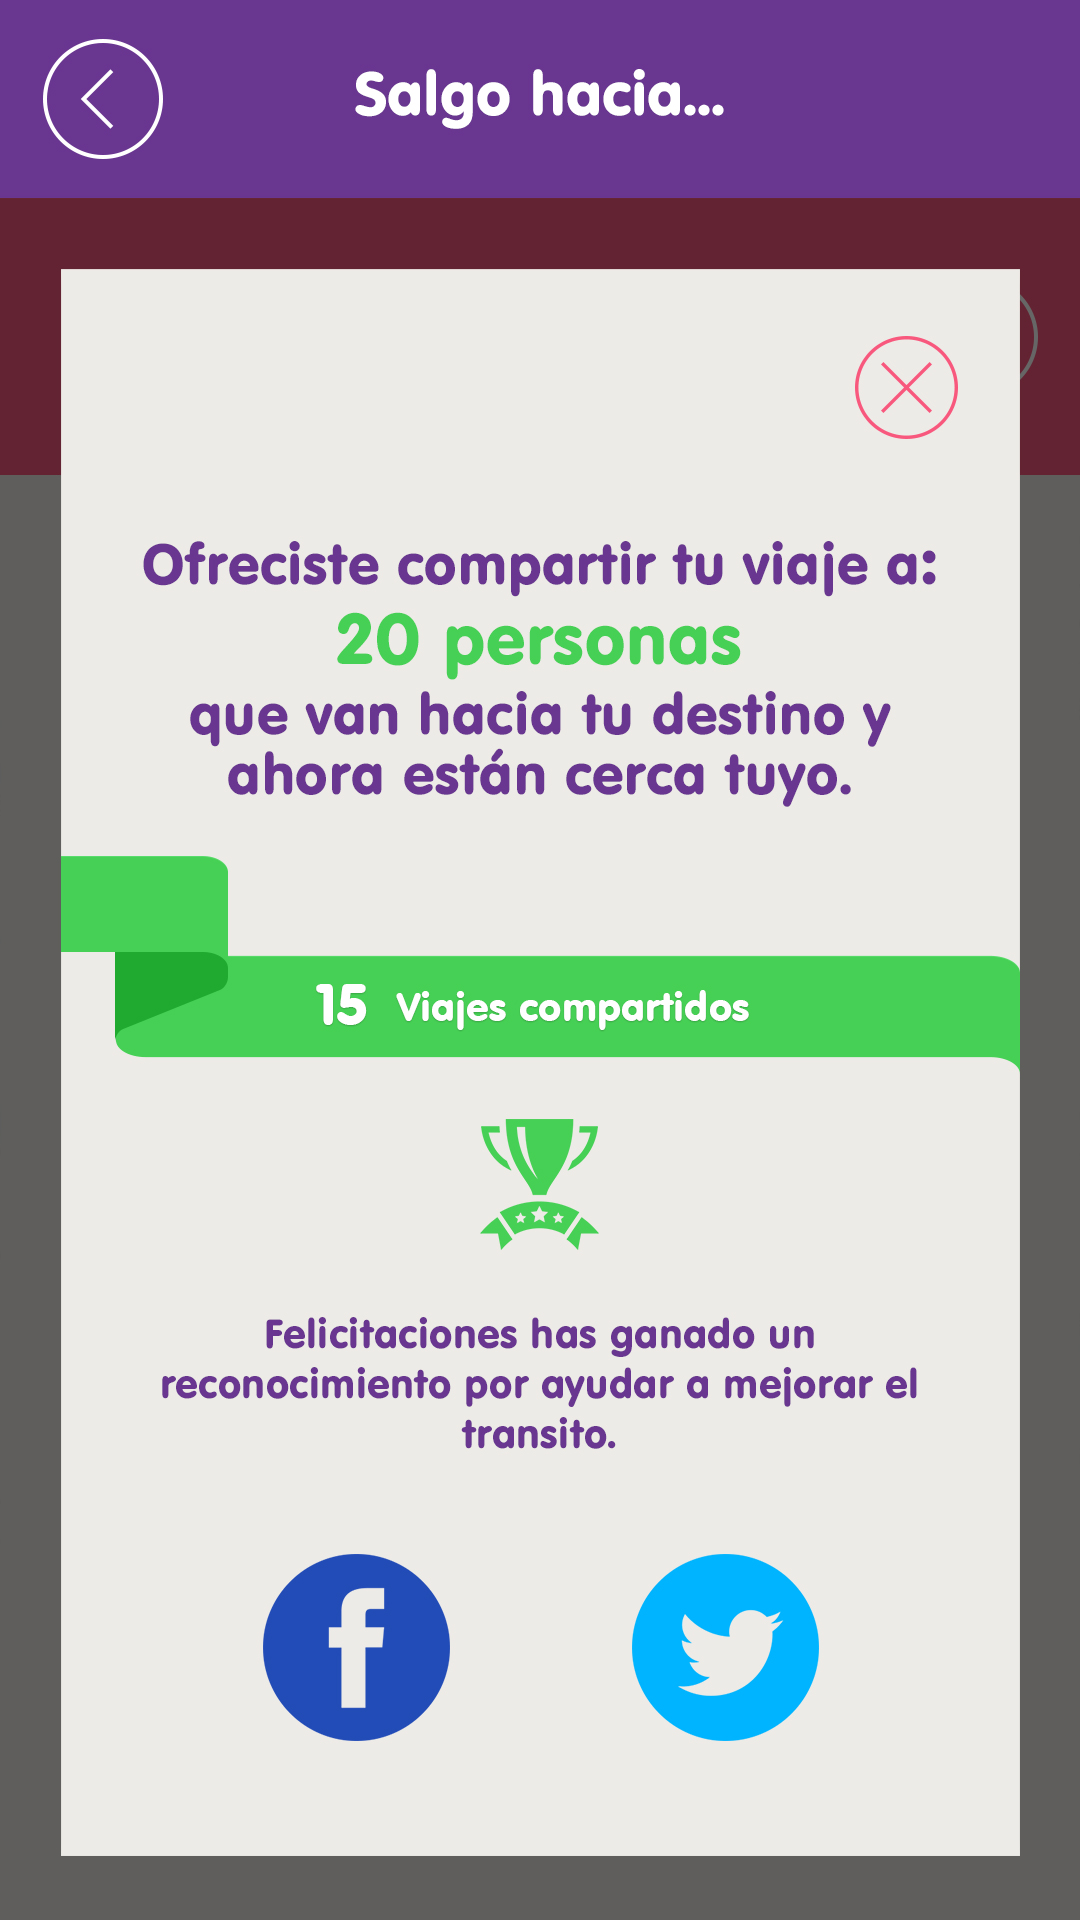 Salgo hacia...
Ofreciste compartir tu viaje a:
20 personas
que van hacia tu destino y
ahora están cerca tuyo.
15 Viajes compartidos
Felicitaciones has ganado un
reconocimiento por ayudar a mejorar el
transito.